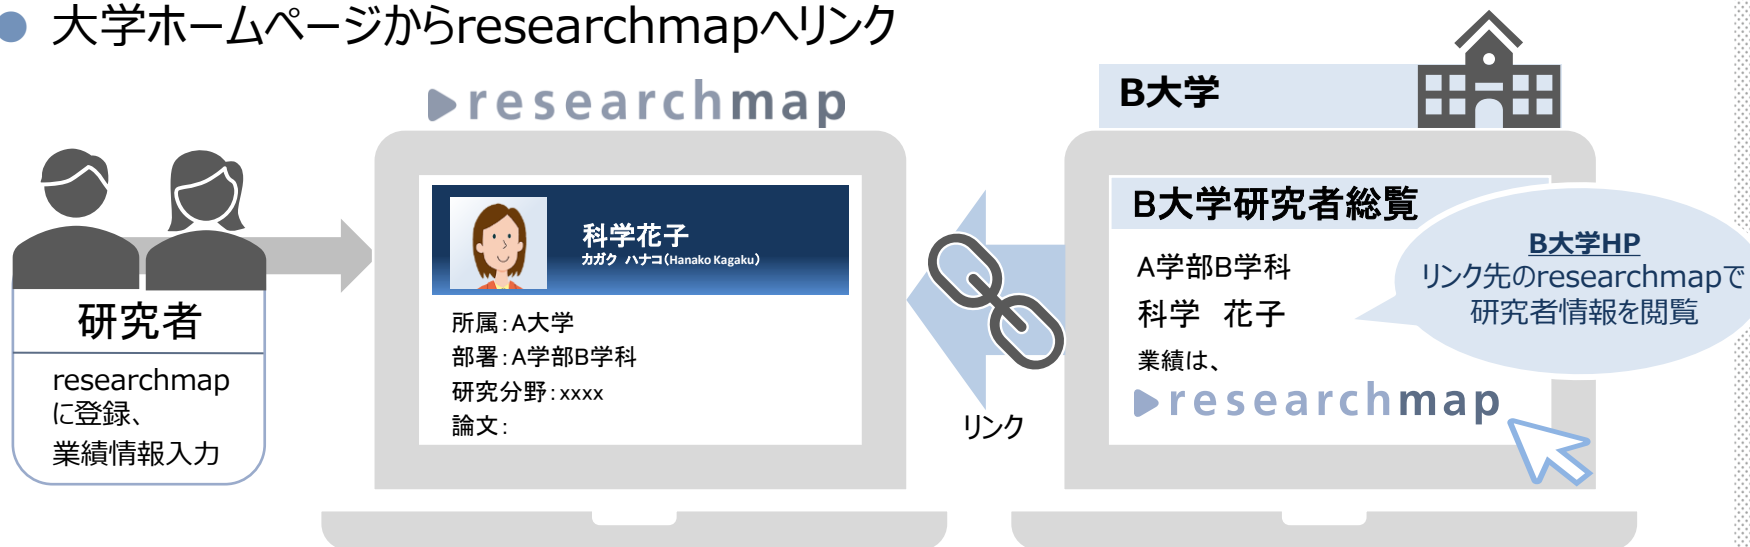 大学ホームページからresearchmapへリンク
researchmap
B大学
科学花子
カガク ハナコ(Hanako Kagaku)
所属:A大学
部署:A学部B学科
研究分野:xxxx
論文:
研究者
researchmap
に登録、
業績情報入力
リンク
B大学研究者総覧
A学部B学科
科学 花子
業績は、
researchmap
B大学HP
リンク先のresearchmapで
研究者情報を閲覧